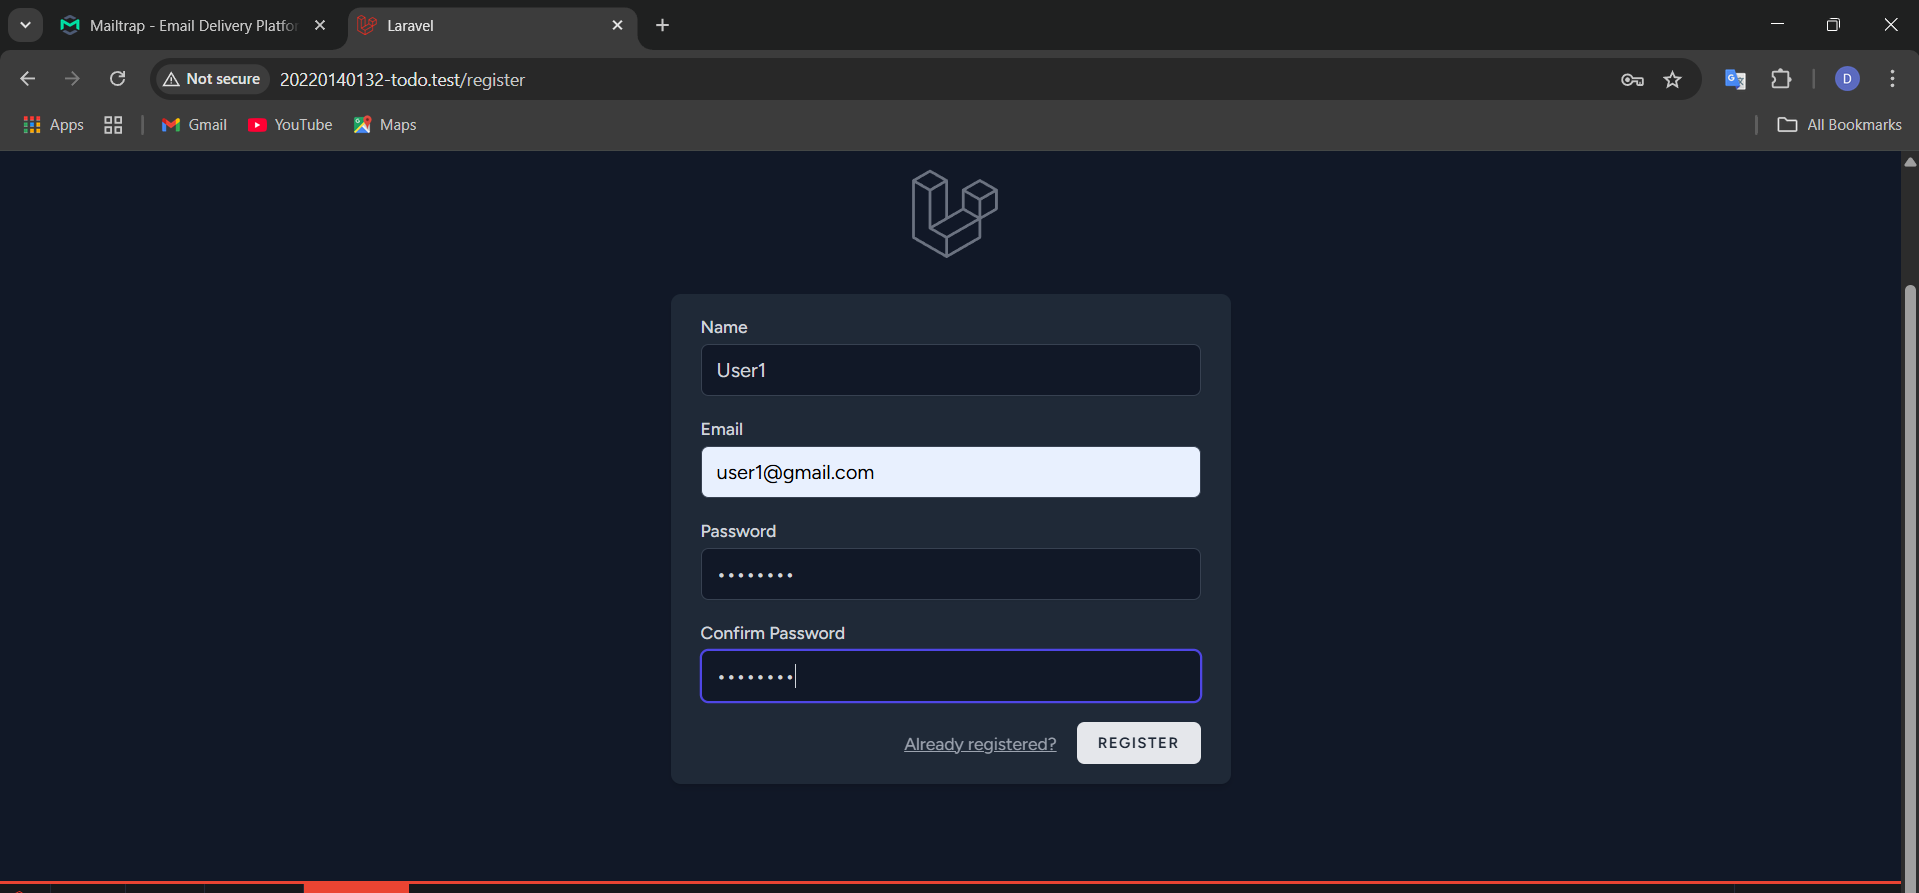 Mailtrap - Email Delivery Platfor
Laravel
Not secure
20220140132-todo.test/register
D
Apps
Gmail
YouTube
Maps
All Bookmarks
Name
User1
Email
user1@gmail.com
Password
••••••••
Confirm Password
••••••••
Already registered?
REGISTER